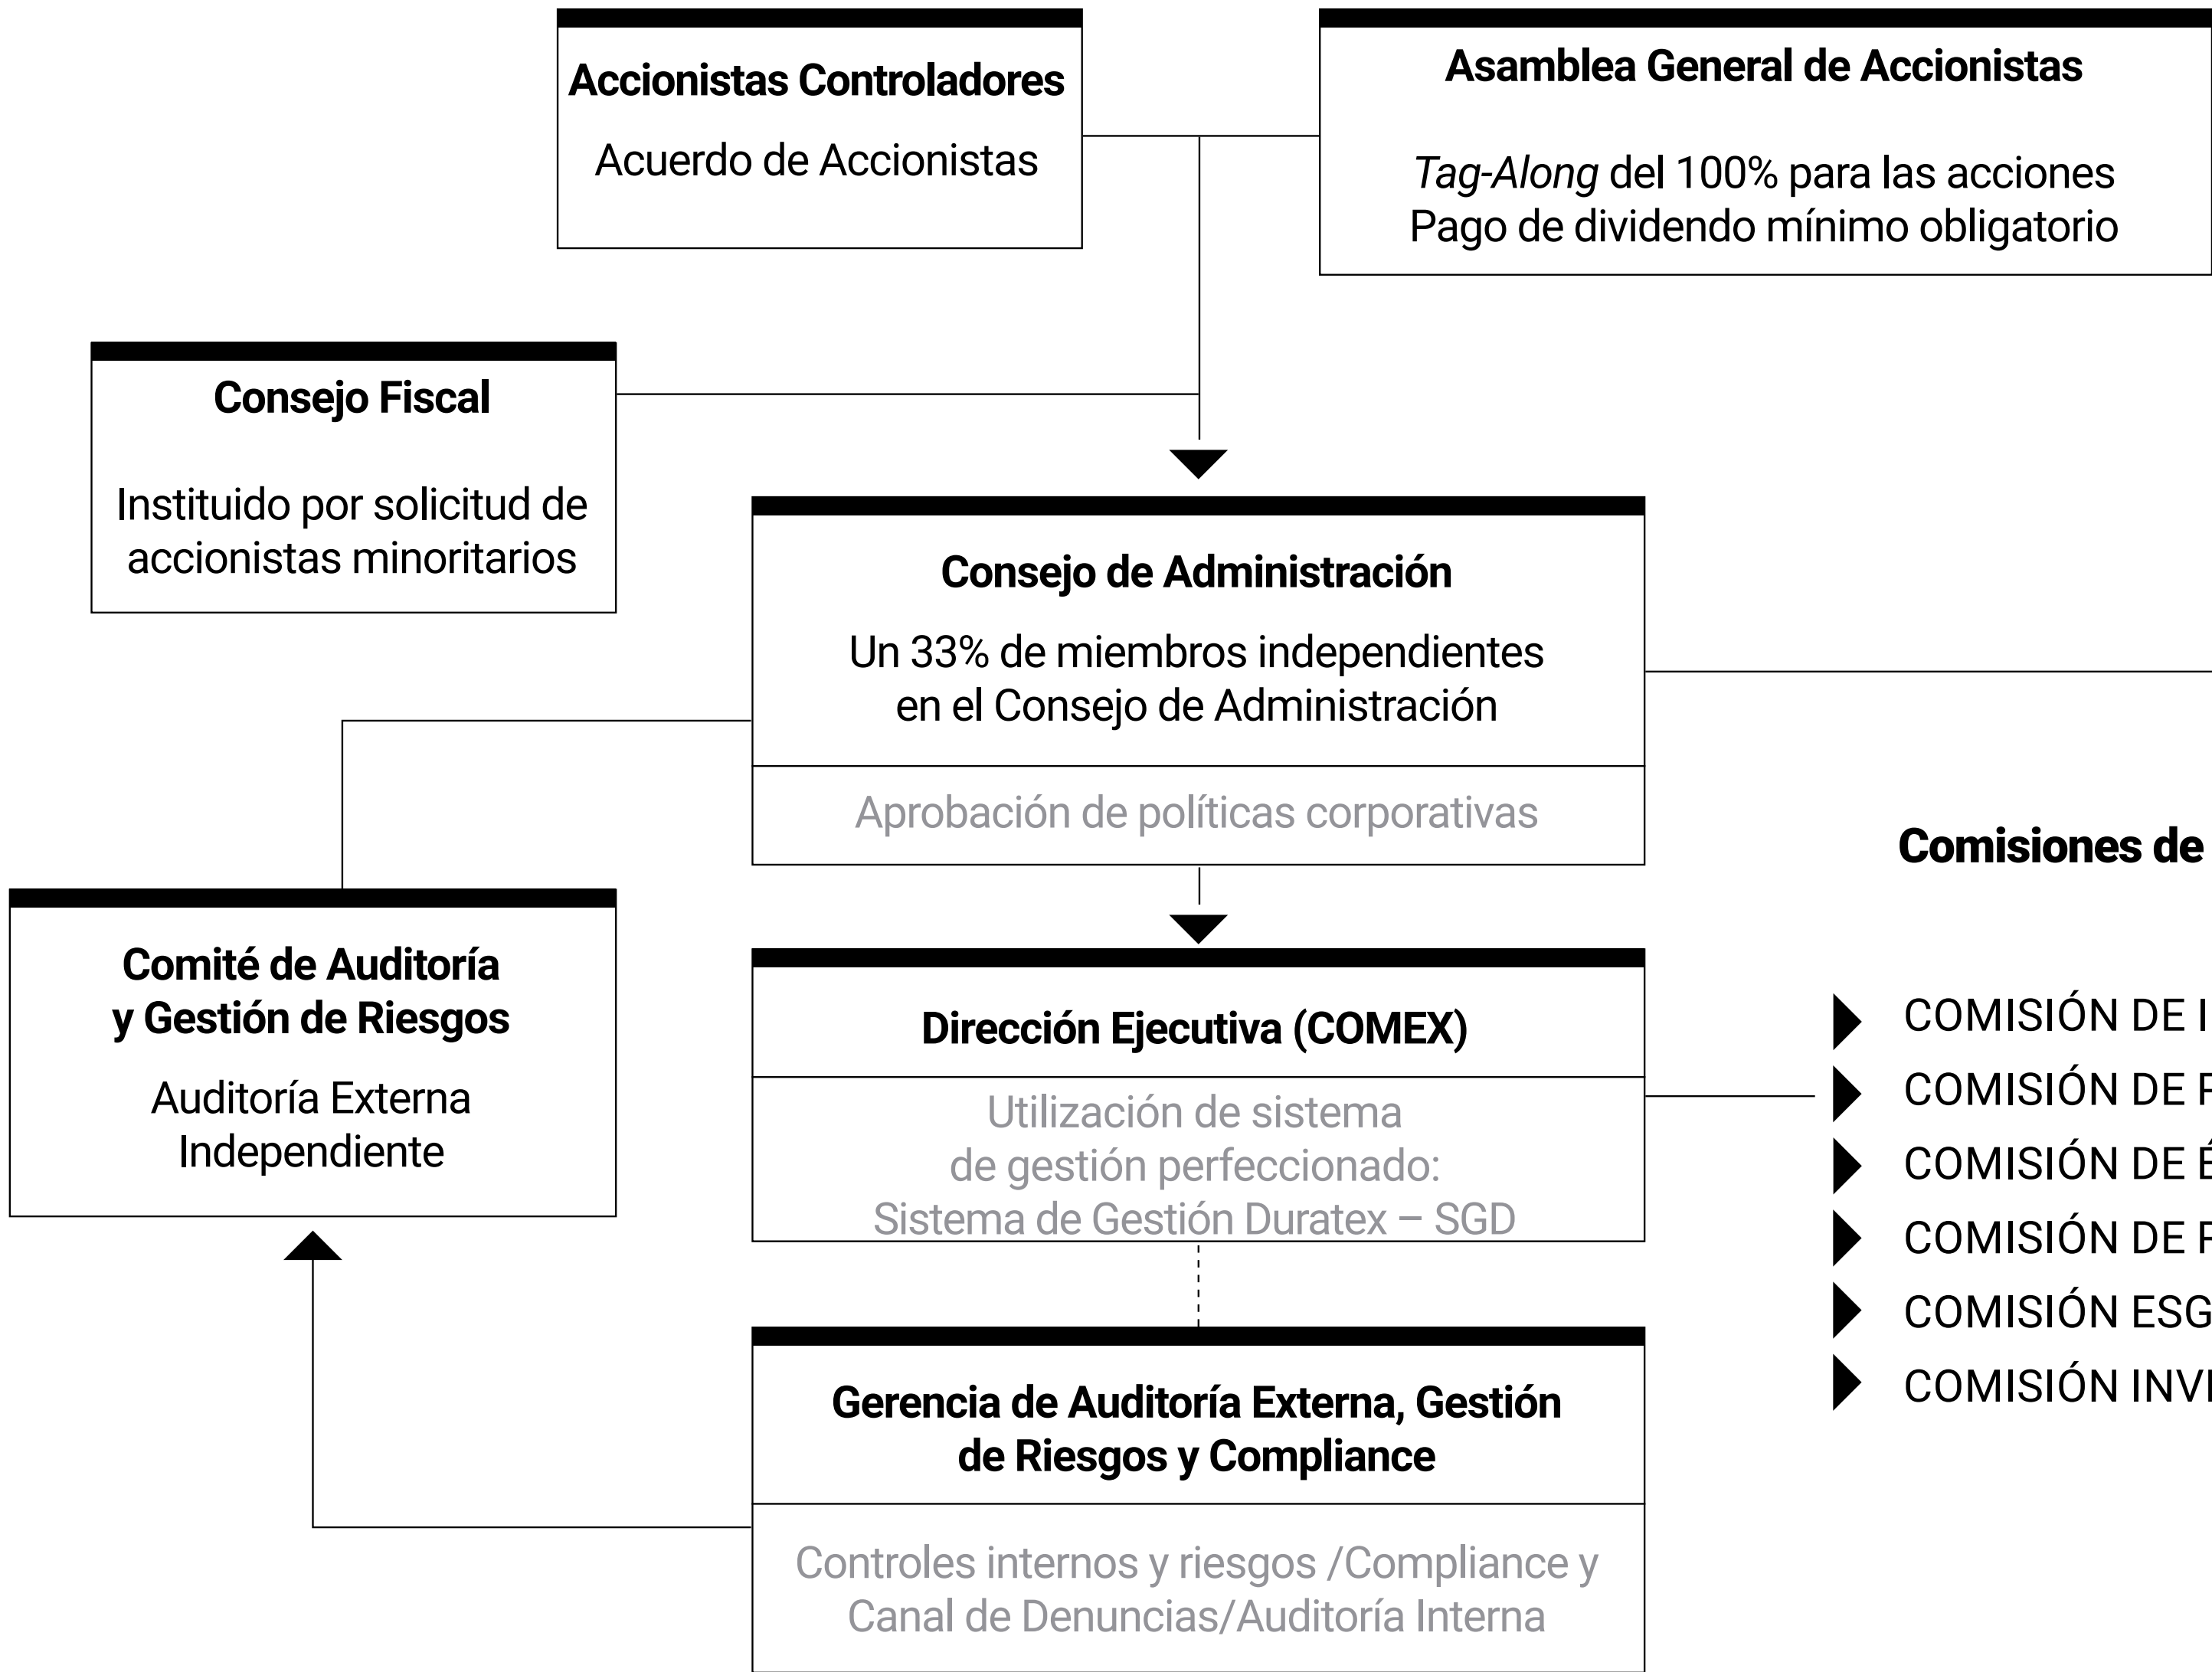 Accionistas Controladores
Acuerdo de Accionistas
Asamblea General de Accionistas
Tag-Along del 100% para las acciones
Pago de dividendo mínimo obligatorio
Consejo Fiscal
Instituido por solicitud de
accionistas minoritarios
Consejo de Administración
Un 33% de miembros independientes
en el Consejo de Administración
Aprobación de políticas corporativas
Comité de Auditoría
y Gestión de Riesgos
Auditoría Externa
Independiente
Dirección Ejecutiva (COMEX)
Utilización de sistema
de gestión perfeccionado:
Sistema de Gestión Duratex – SGD
Gerencia de Auditoría Externa, Gestión
de Riesgos y Compliance
Controles internos y riesgos /Compliance y
Canal de Denuncias/Auditoría Interna
Comisiones de
COMISIÓN DE
COMISIÓN DE
COMISIÓN DE
COMISIÓN DE
COMISIÓN ESG
COMISIÓN